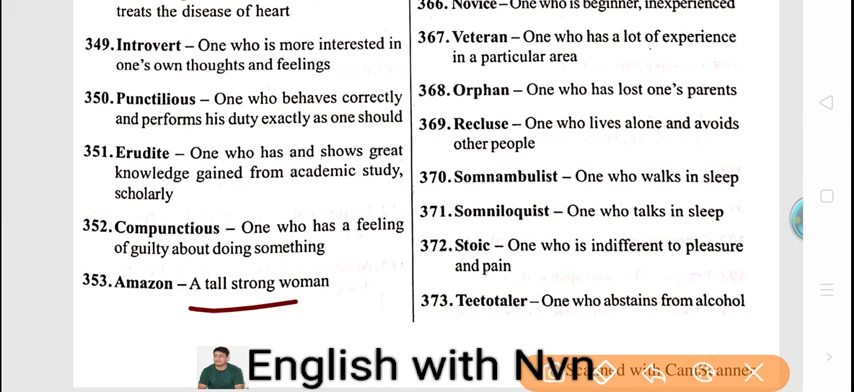 treats the disease of heart
349. Introvert – One who is more interested in
one's own thoughts and feelings
350. Punctilious – One who behaves correctly
and performs his duty exactly as one should
351. Erudite – One who has and shows great
knowledge gained from academic study,
scholarly
352. Compunctious – One who has a feeling
of guilty about doing something
353. Amazon – A tall strong woman
366. Novice – One who is beginner, inexperienced
367. Veteran – One who has a lot of experience
in a particular area
368. Orphan – One who has lost one's parents
369. Recluse – One who lives alone and avoids
other people
370. Somnambulist – One who walks in sleep
371. Somniloquist – One who talks in sleep
372. Stoic – One who is indifferent to pleasure
and pain
373. Teetotaler – One who abstains from alcohol
English with Nvn